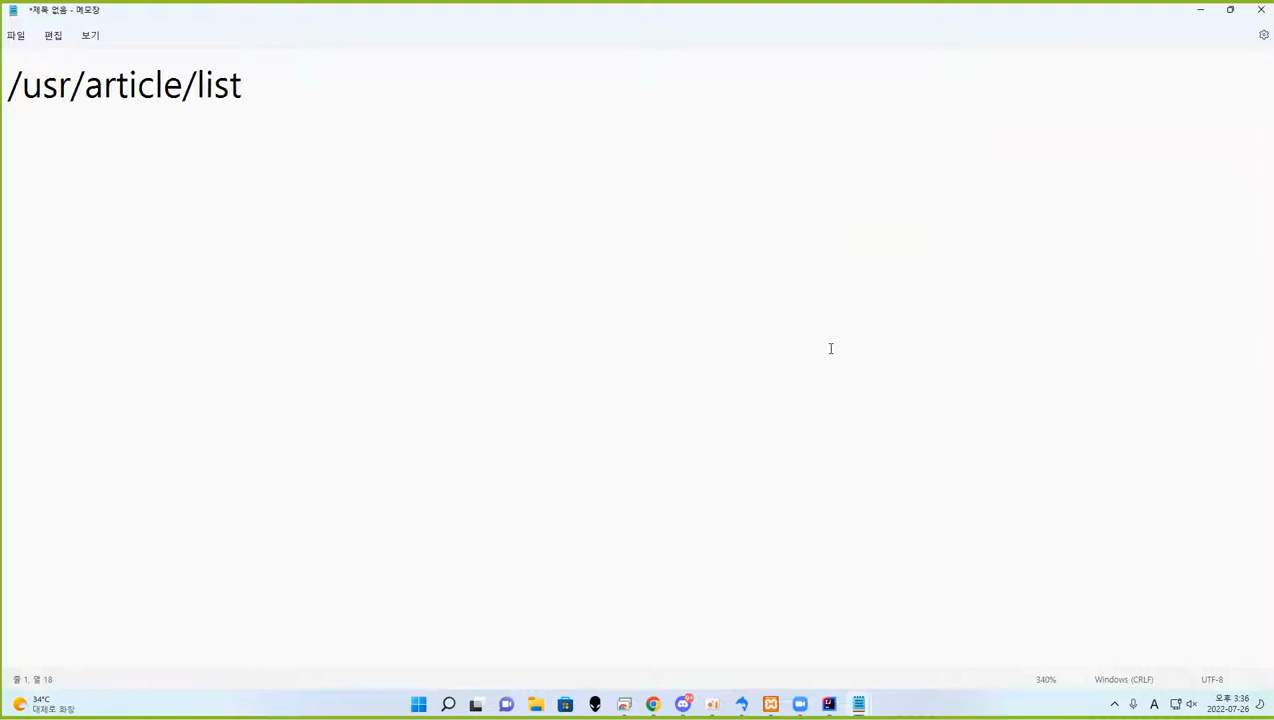 *제목 없음 - 메모장
파일 편집 보기
/usr/article/list
줄 1, 열 18
340%
Windows (CRLF)
UTF-8
34°C
대체로 화창
9+
A
오후 3:36
2022-07-26